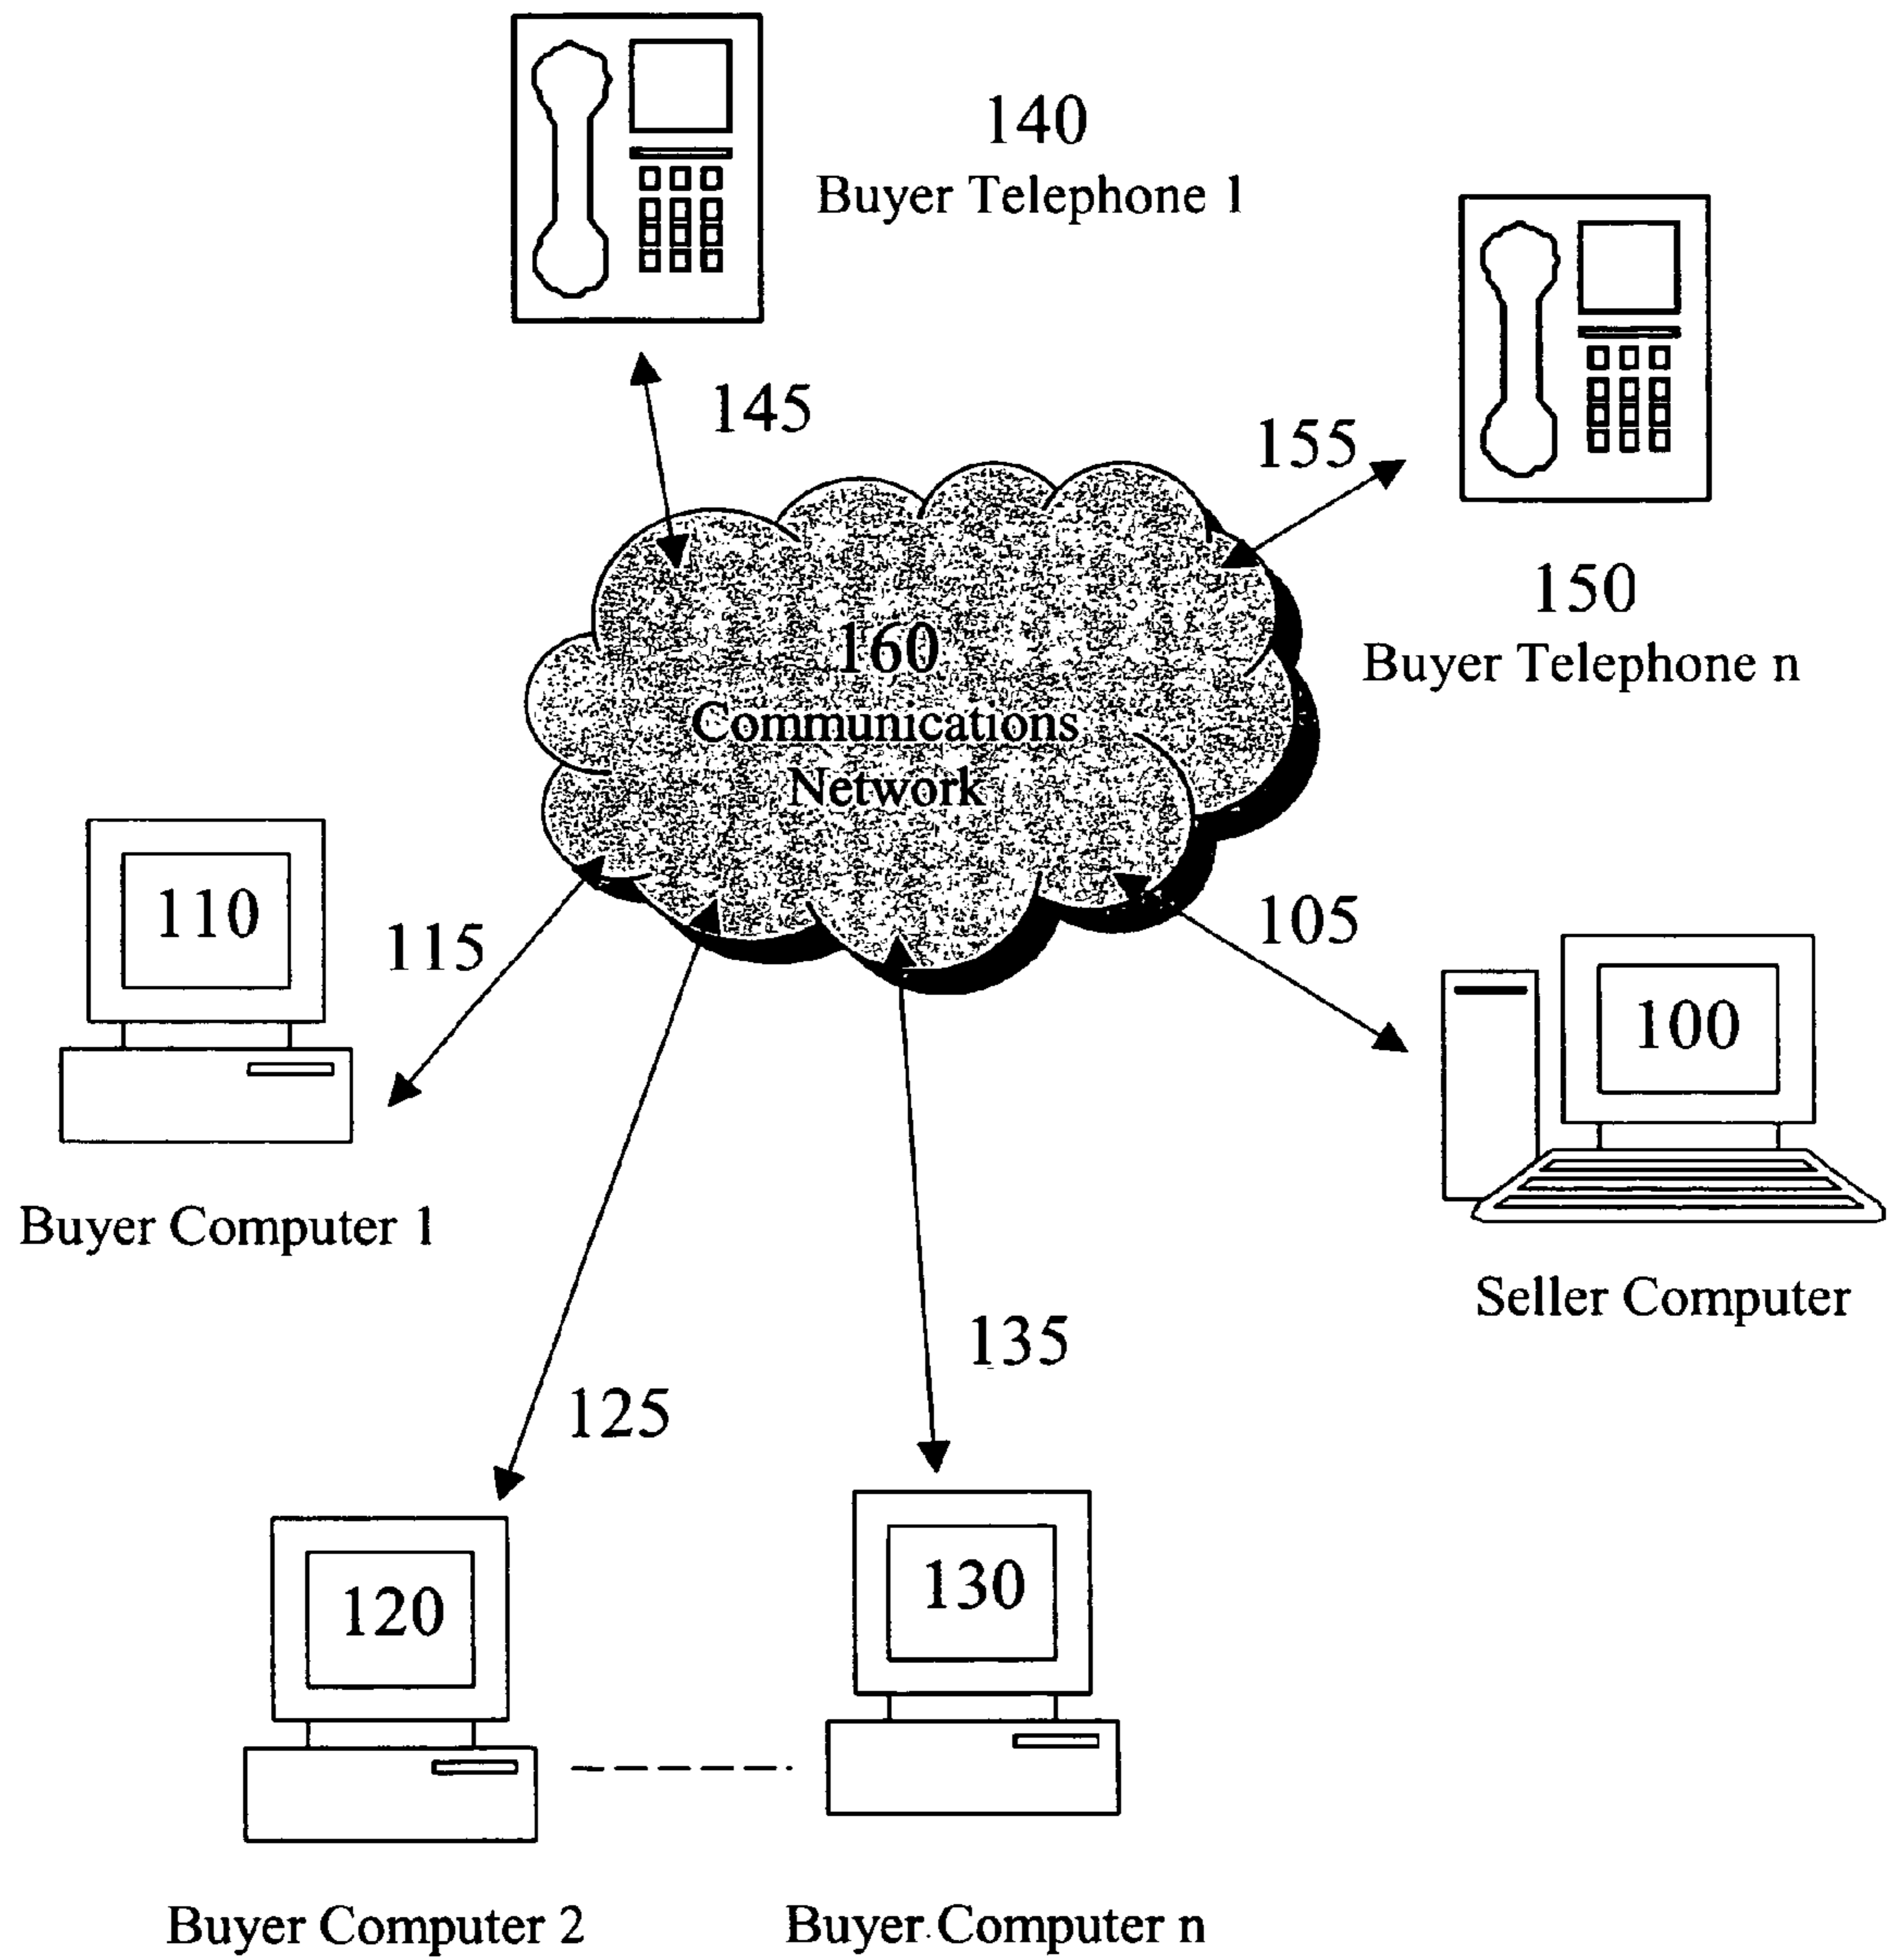 140
Buyer Telephone 1
145
155
150
Buyer Telephone n
160
Communications
Network
110
115
Buyer Computer 1
105
100
Seller Computer
135
125
120
130
Buyer Computer 2
Buyer Computer n